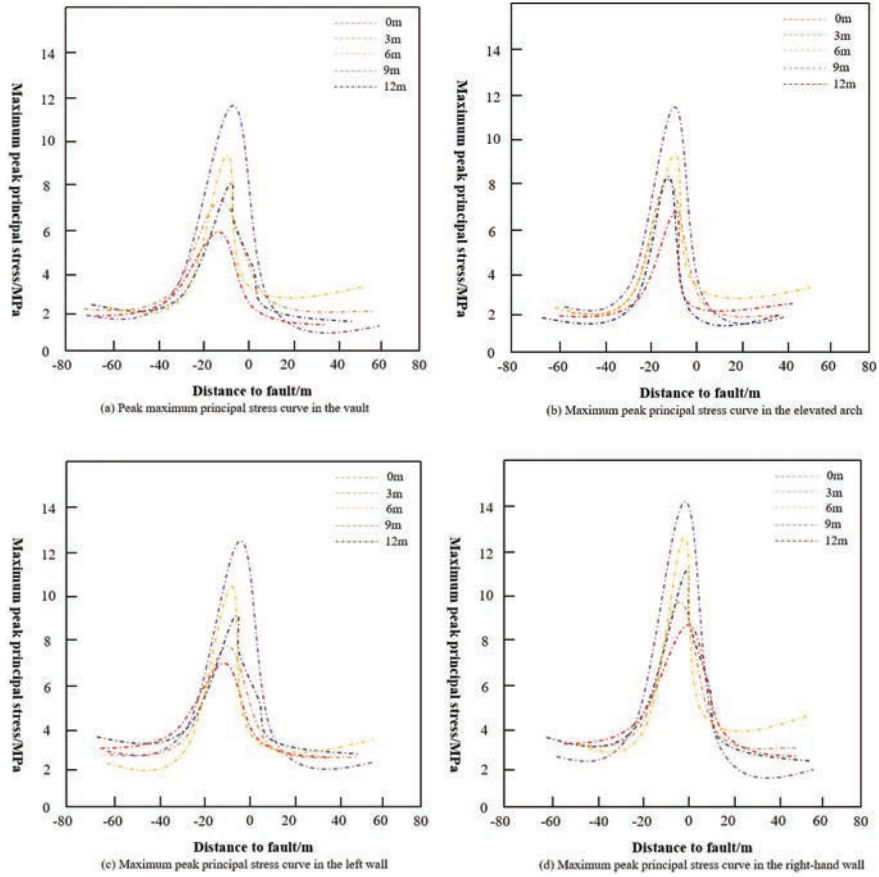 Maximum peak principal stress/MPa
14
12
10
8
6
4
2
0
0m
3m
6m
9m
12m
-80 -60 -40 -20 0 20 40 60 80
Distance to fault/m
(a) Peak maximum principal stress curve in the vault
Maximum peak principal stress/MPa
14
12
10
8
6
4
2
0
0m
3m
6m
9m
12m
-80 -60 -40 -20 0 20 40 60 80
Distance to fault/m
(b) Maximum peak principal stress curve in the elevated arch
Maximum peak principal stress/MPa
14
12
10
8
6
4
2
0
0m
3m
6m
9m
12m
-80 -60 -40 -20 0 20 40 60 80
Distance to fault/m
(c) Maximum peak principal stress curve in the left wall
Maximum peak principal stress/MPa
14
12
10
8
6
4
2
0
0m
3m
6m
9m
12m
-80 -60 -40 -20 0 20 40 60 80
Distance to fault/m
(d) Maximum peak principal stress curve in the right-hand wall